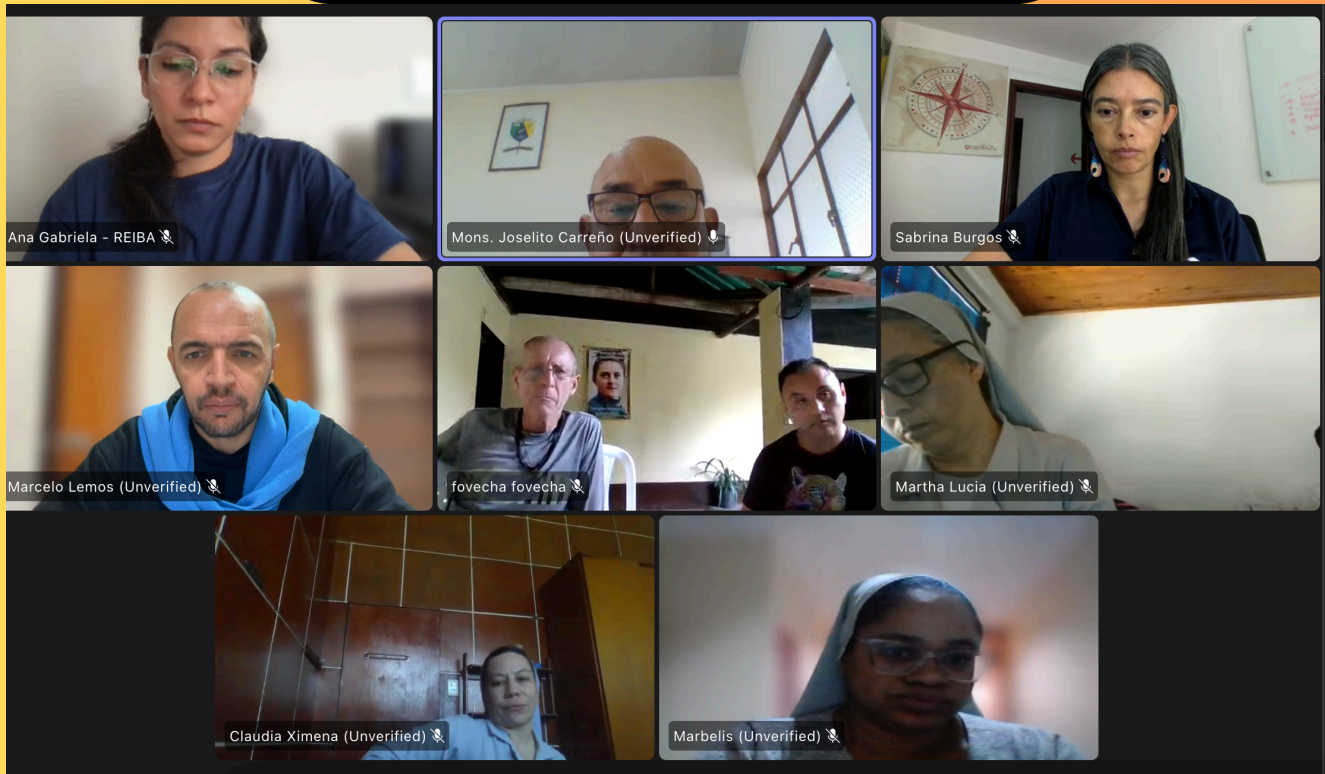 Ana Gabriela - REIBA
Mons. Joselito Carreño (Unverified)
Sabrina Burgos
Marcelo Lemos (Unverified)
fovecha fovecha
Martha Lucia (Unverified)
Claudia Ximena (Unverified)
Marbelis (Unverified)